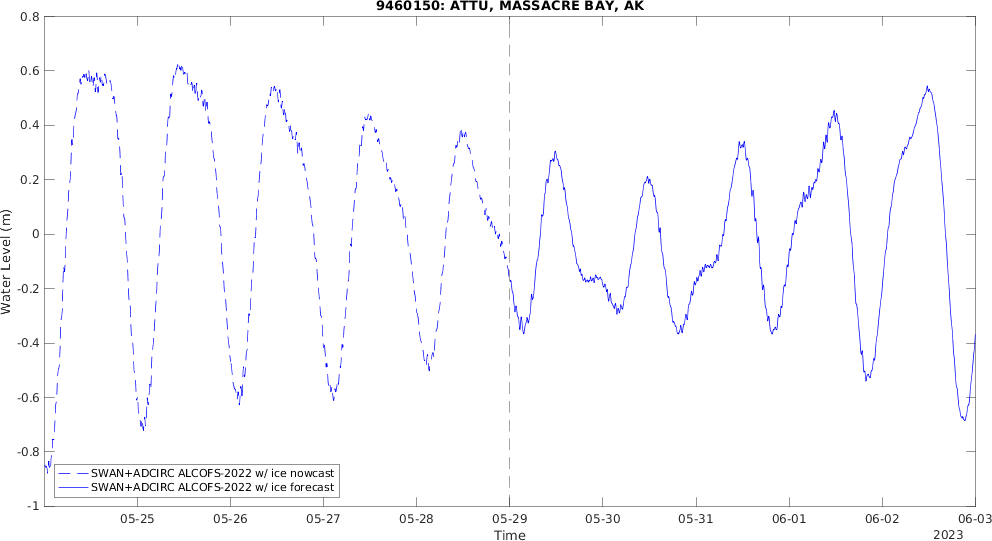 9460150: ATTU, MASSACRE BAY, AK
Water Level (m)
0.8
0.6
0.4
0.2
0
-0.2
-0.4
-0.6
-0.8
-1
SWAN+ADCIRC ALCOFS-2022 w/ ice nowcast
SWAN+ADCIRC ALCOFS-2022 w/ ice forecast
05-25 05-26 05-27 05-28 05-29 05-30 05-31 06-01 06-02 06-03
Time
2023